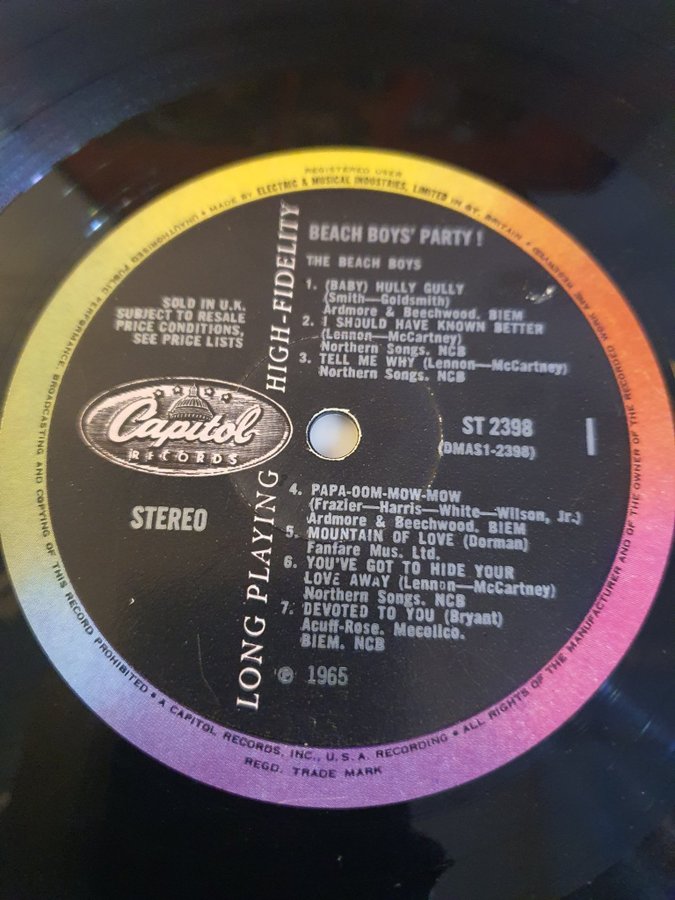 REGISTERED USER
• MADE BY ELECTRIC & MUSICAL INDUSTRIES, LIMITED IN GT. BRITAIN •
ALL RIGHTS OF THE MANUFACTURER AND OF THE OWNER OF THE RECORDED WORK ARE RESERVED
UNAUTHORISED PUBLIC PERFORMANCE, BROADCASTING AND COPYING OF THIS RECORD PROHIBITED •
BEACH BOYS' PARTY !
THE BEACH BOYS
1. (BABY) HULLY GULLY
(Smith—Goldsmith)
Ardmore & Beechwood. BIEM
2. I SHOULD HAVE KNOWN BETTER
(Lennon—McCartney)
Northern Songs. NCB
3. TELL ME WHY (Lennon—McCartney)
Northern Songs. NCB
SOLD IN U.K.
SUBJECT TO RESALE
PRICE CONDITIONS,
SEE PRICE LISTS
LONG PLAYING HIGH-FIDELITY
Capitol
RECORDS
STEREO
ST 2398
1
(DMAS1-2398)
4. PAPA-OOM-MOW-MOW
(Frazier—Harris—White—Wilson, Jr.)
Ardmore & Beechwood. BIEM
5. MOUNTAIN OF LOVE (Dorman)
Fanfare Mus. Ltd.
6. YOU'VE GOT TO HIDE YOUR
LOVE AWAY (Lennon—McCartney)
Northern Songs. NCB
7. DEVOTED TO YOU (Bryant)
Acuff-Rose. Mecolico.
BIEM. NCB
℗ 1965
A CAPITOL RECORDS, INC., U.S.A. RECORDING •
REGD. TRADE MARK